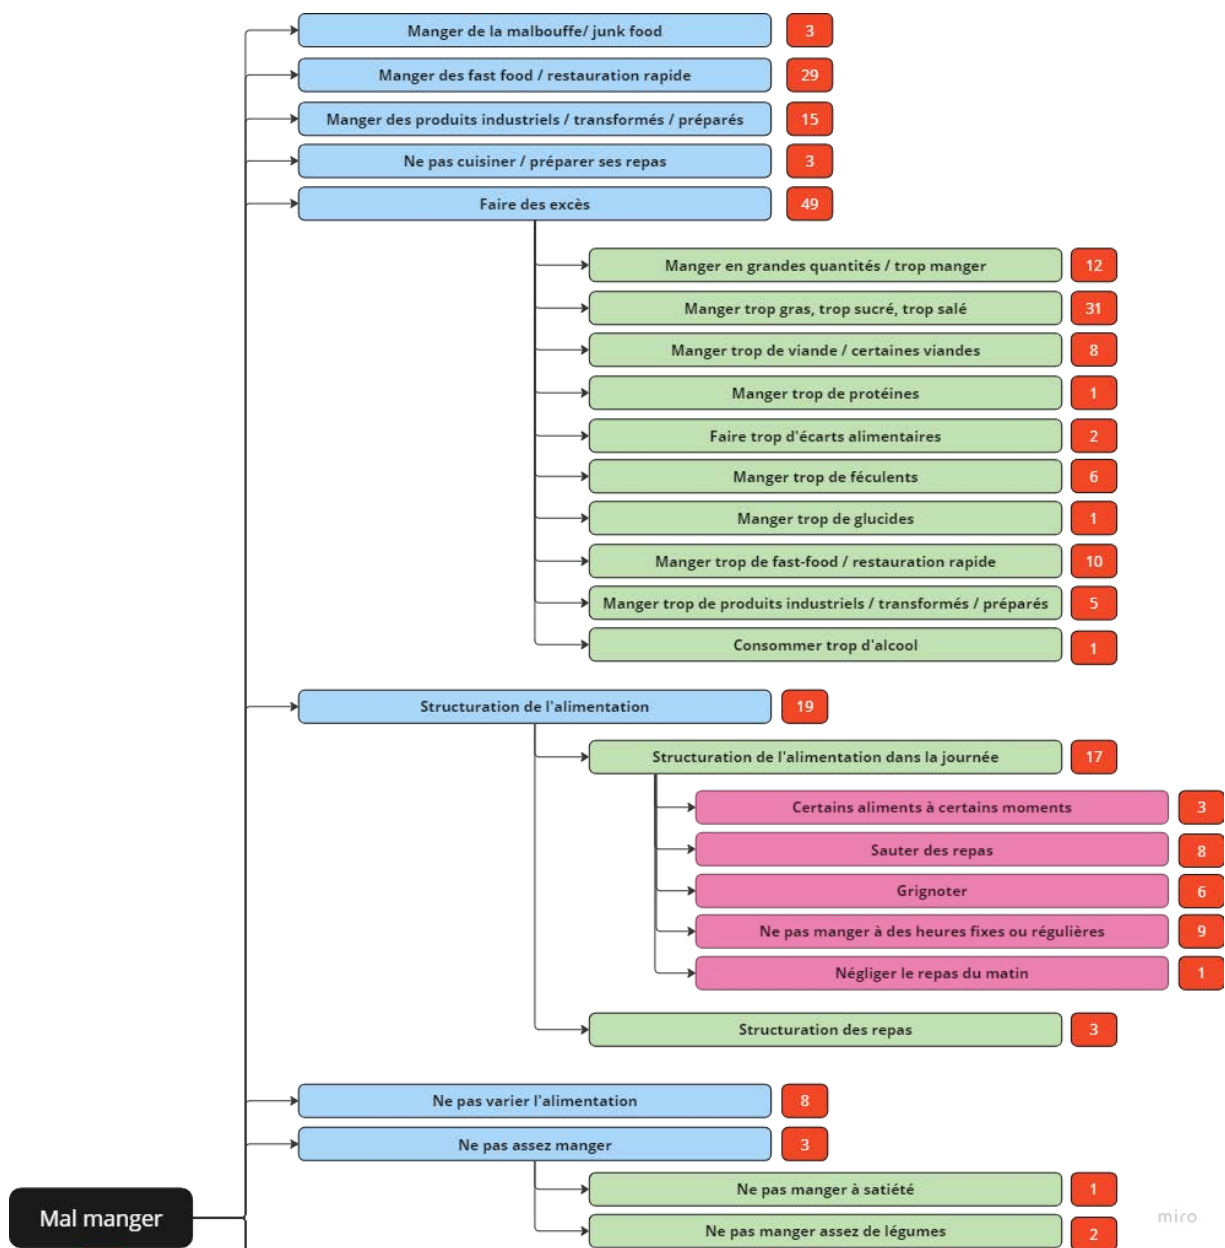 Manger de la malbouffe/ junk food 3
Manger des fast food / restauration rapide 29
Manger des produits industriels / transformés / préparés 15
Ne pas cuisiner / préparer ses repas 3
Faire des excès 49
Manger en grandes quantités / trop manger 12
Manger trop gras, trop sucré, trop salé 31
Manger trop de viande / certaines viandes 8
Manger trop de protéines 1
Faire trop d'écarts alimentaires 2
Manger trop de féculents 6
Manger trop de glucides 1
Manger trop de fast-food / restauration rapide 10
Manger trop de produits industriels / transformés / préparés 5
Consommer trop d'alcool 1
Structuration de l'alimentation 19
Structuration de l'alimentation dans la journée 17
Certains aliments à certains moments 3
Sauter des repas 8
Grignoter 6
Ne pas manger à des heures fixes ou régulières 9
Négliger le repas du matin 1
Structuration des repas 3
Ne pas varier l'alimentation 8
Ne pas assez manger 3
Ne pas manger à satiété 1
Mal manger
miro
Ne pas manger assez de légumes 2